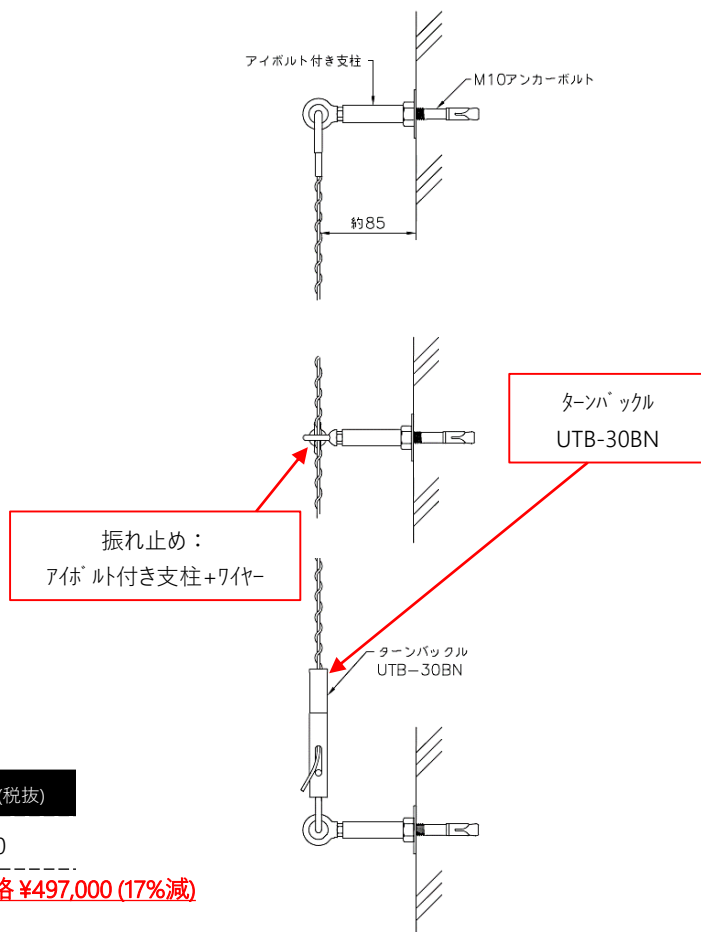 アイボルト付き支柱
M10アンカーボルト
約85
ﾀｰﾝﾊﾞｯｸﾙ
UTB-30BN
振れ止め：
ｱｲﾎﾞﾙﾄ付き支柱+ﾜｲﾔｰ
ターンバックル
UTB-30BN
(税抜)
0
格 ¥497,000 (17%減)